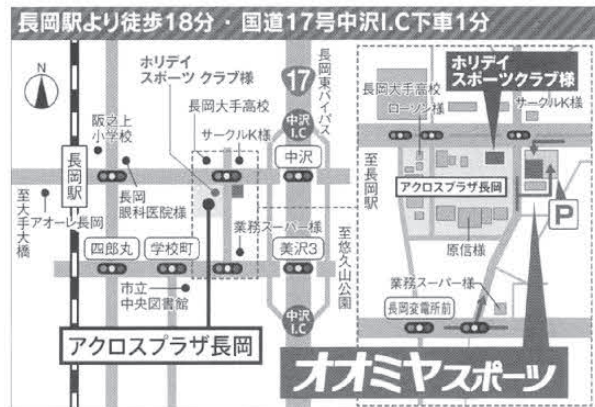 長岡駅より徒歩18分・国道17号中沢I.C下車1分
N
ホリデイ
スポーツ クラブ様
長岡大手高校
サークルK様
阪之上
小学校
長岡駅
至大手大橋
アオーレ長岡
長岡
眼科医院様
四郎丸
学校町
市立
中央図書館
業務スーパー様
アクロスプラザ長岡
17
長岡東バイパス
中沢
I.C
中沢
美沢3
中沢
I.C
至悠久山公園
至長岡駅
長岡大手高校
ローソン様
ホリデイ
スポーツクラブ様
サークルK様
アクロスプラザ長岡
P
原信様
業務スーパー様
長岡変電所前
オオミヤスポーツ